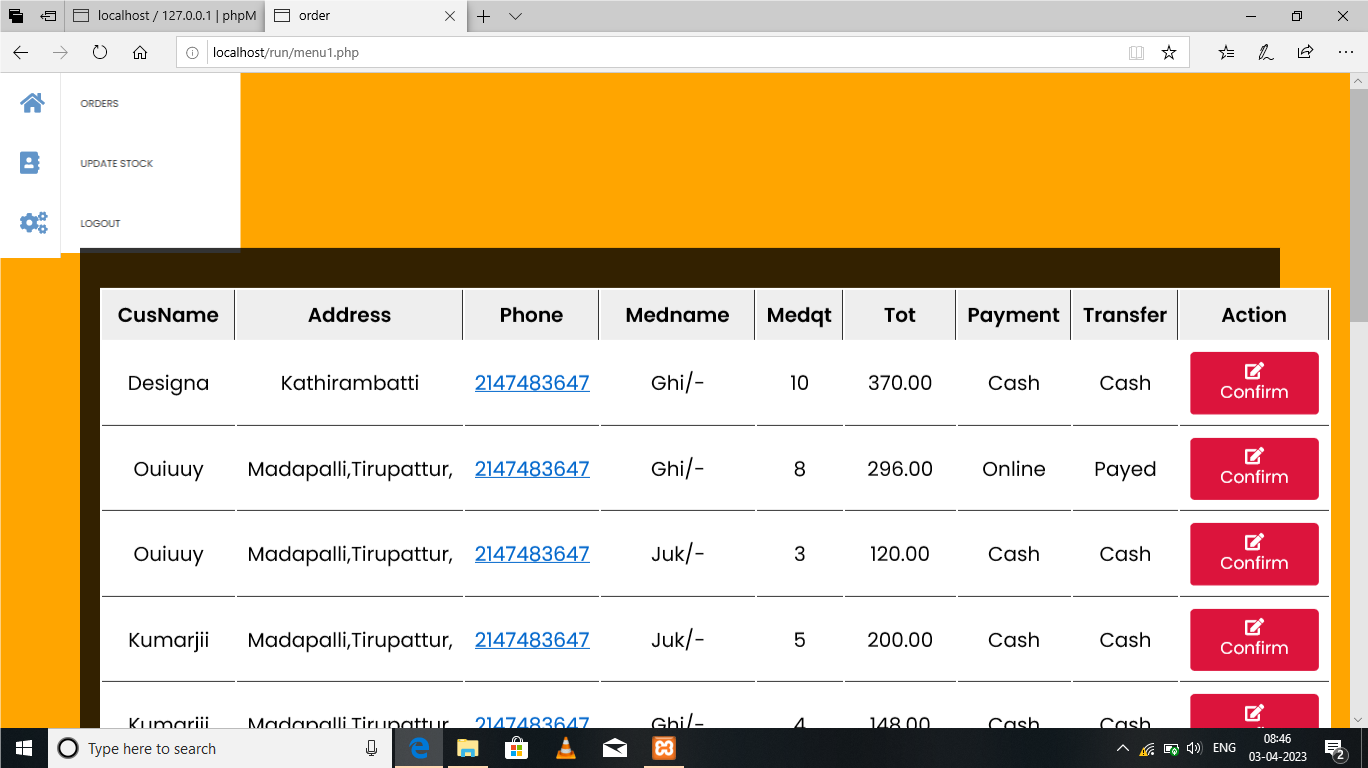 localhost / 127.0.0.1 | phpM
order
localhost/run/menu1.php
ORDERS
UPDATE STOCK
LOGOUT
CusName Address Phone Medname Medqt Tot Payment Transfer Action
Designa Kathirambatti 2147483647 Ghi/- 10 370.00 Cash Cash Confirm
Ouiuuy Madapalli,Tirupattur, 2147483647 Ghi/- 8 296.00 Online Payed Confirm
Ouiuuy Madapalli,Tirupattur, 2147483647 Juk/- 3 120.00 Cash Cash Confirm
Kumarjii Madapalli,Tirupattur, 2147483647 Juk/- 5 200.00 Cash Cash Confirm
Kumarjii Madapalli,Tirupattur, 2147483647 Ghi/- 4 148.00 Cash Cash
Type here to search
ENG
08:46
03-04-2023
2